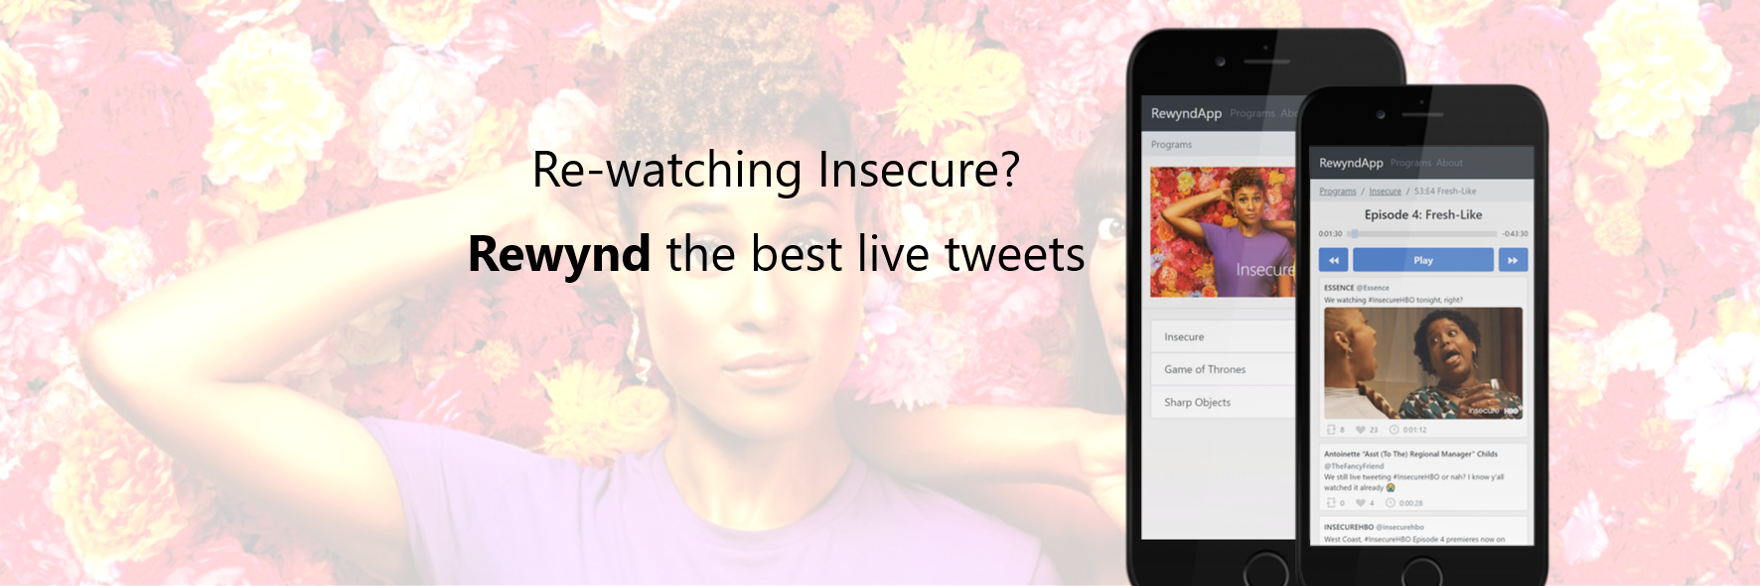 Re-watching Insecure?
Rewynd the best live tweets
RewyndApp Programs Abo
Programs
Insecure
Insecure
Game of Thrones
Sharp Objects
RewyndApp Programs About
Programs / Insecure / S3:E4 Fresh-Like
Episode 4: Fresh-Like
0:01:30 -0:43:30
Play
ESSENCE @Essence
We watching #InsecureHBO tonight, right?
insecure HBO
8 23 0:01:12
Antoinette "Asst (To The) Regional Manager" Childs
@TheFancyFriend
We still live tweeting #InsecureHBO or nah? I know y'all
watched it already 😭
0 4 0:00:28
INSECUREHBO @insecurehbo
West Coast, #InsecureHBO Episode 4 premieres now on